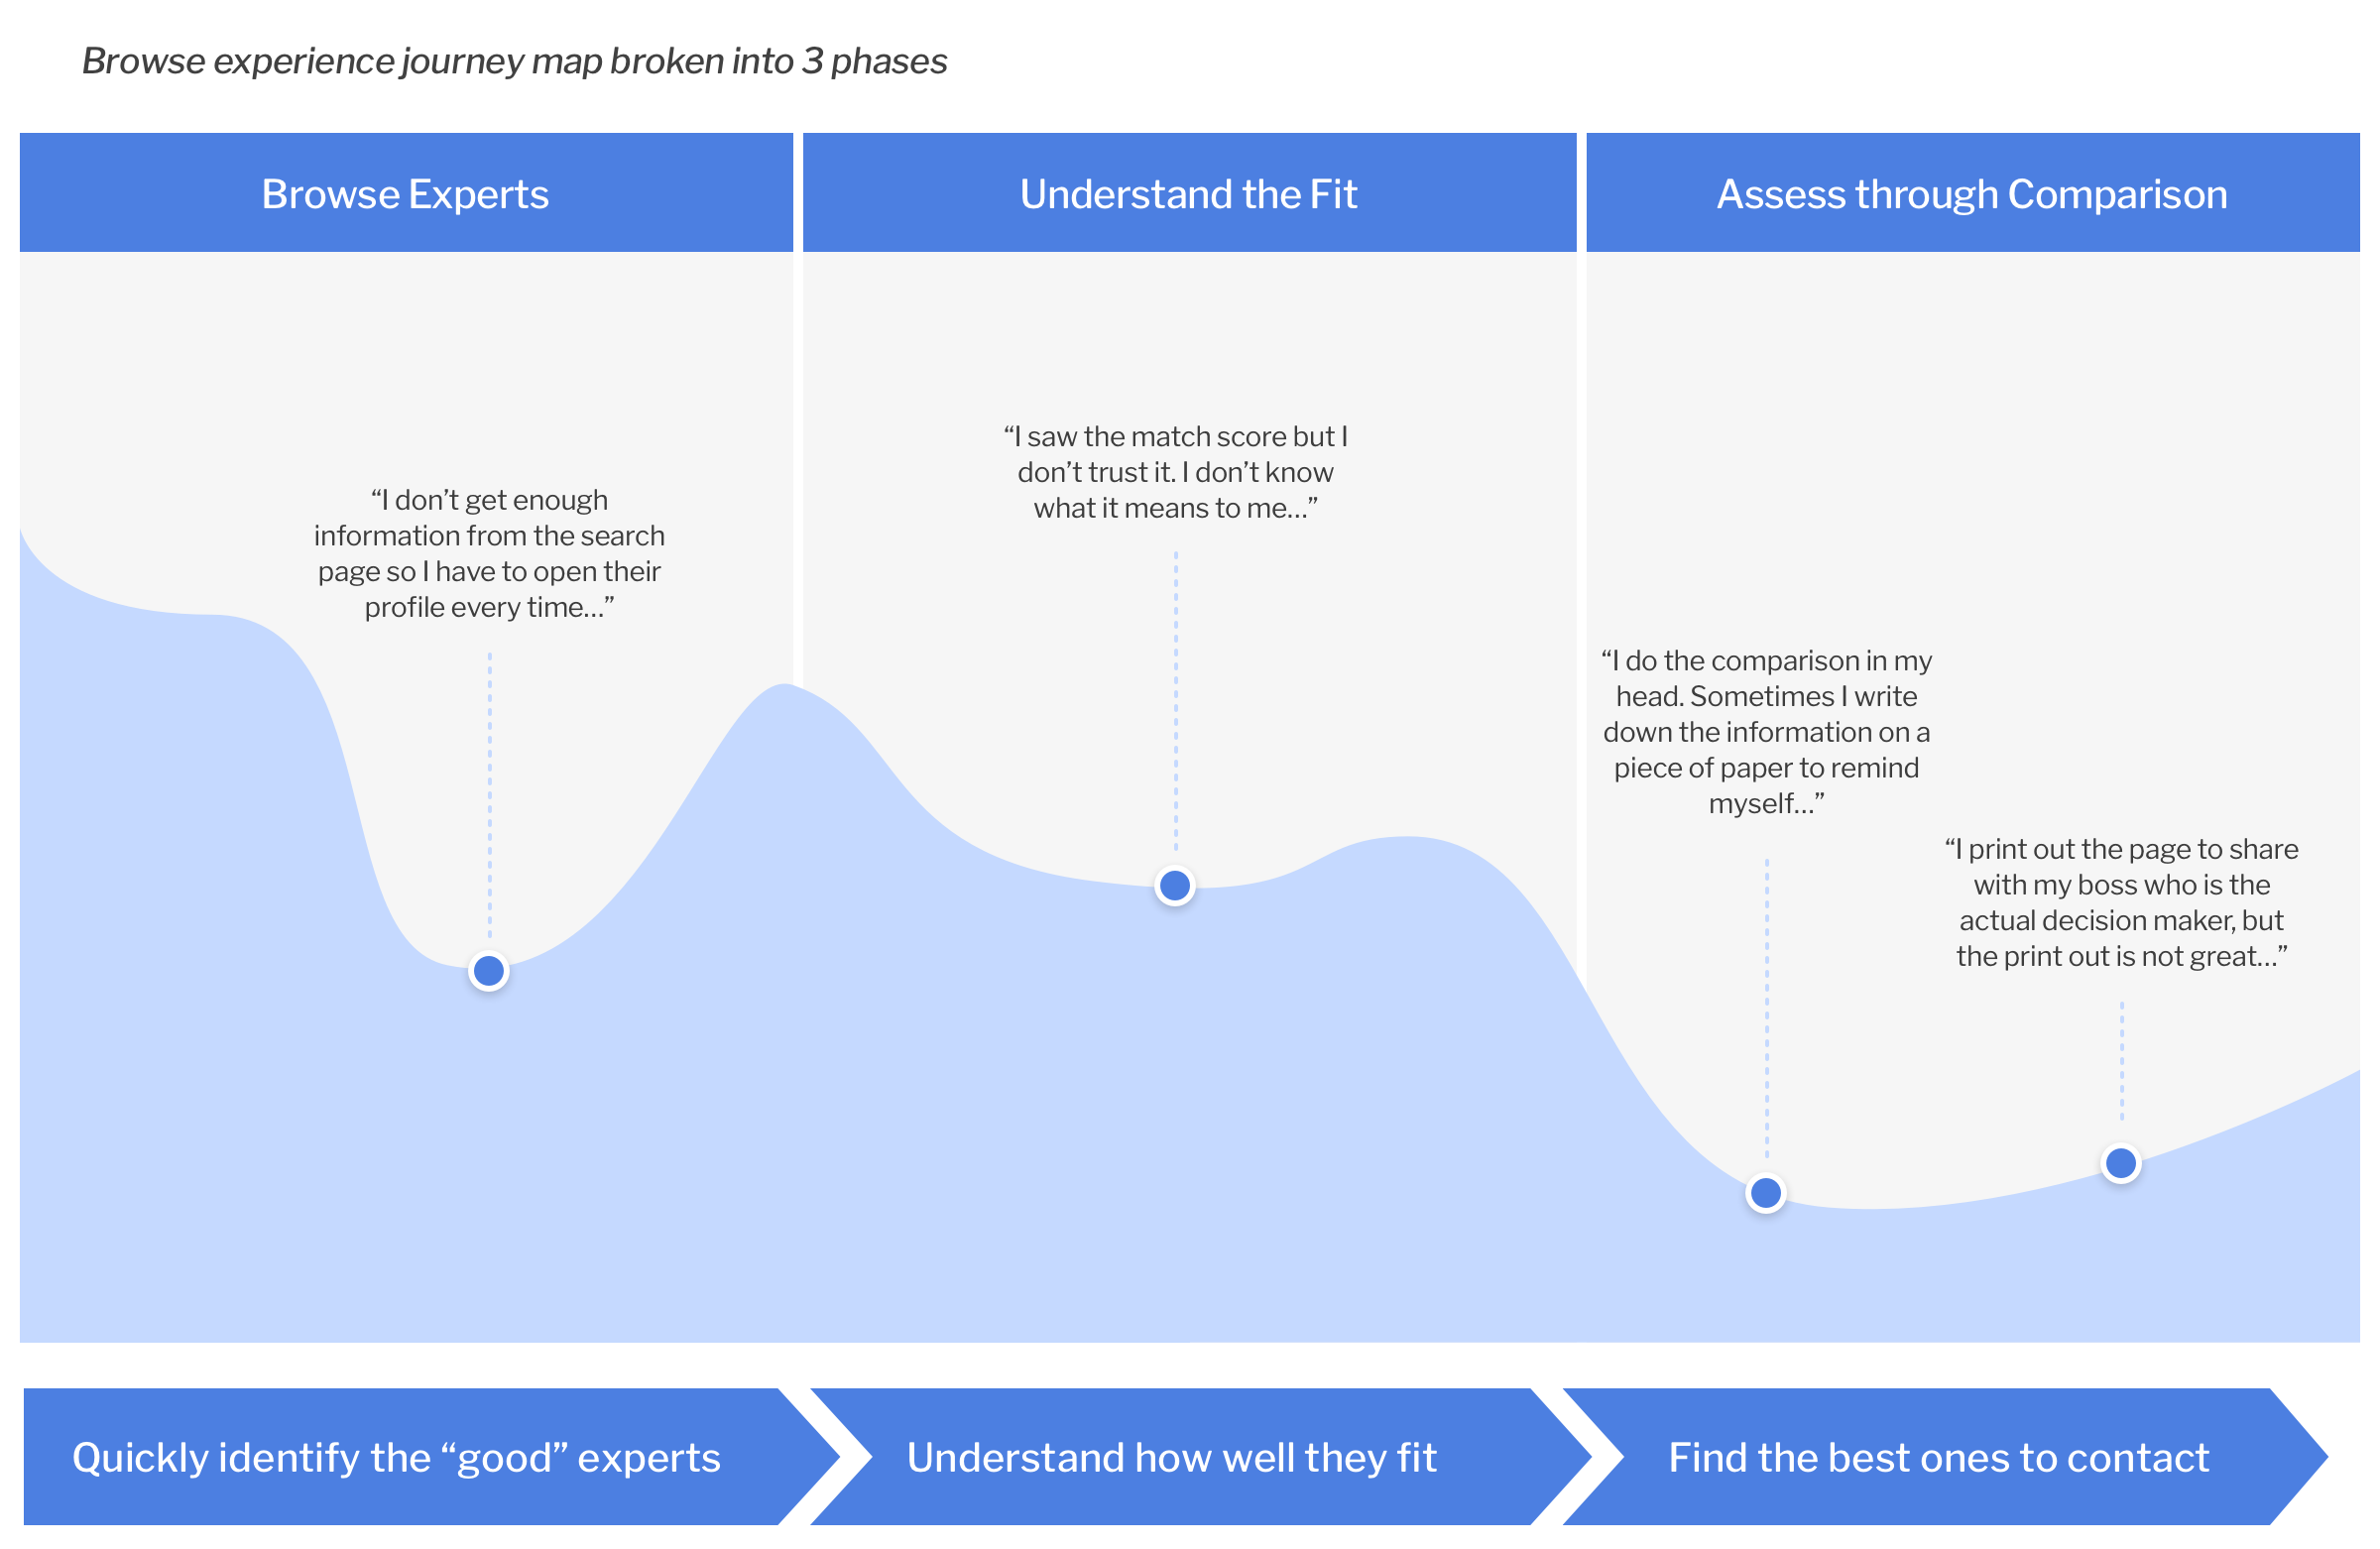 Browse experience journey map broken into 3 phases
Browse Experts
Understand the Fit
Assess through Comparison
“I don’t get enough
information from the search
page so I have to open their
profile every time...”
“I saw the match score but I
don’t trust it. I don’t know
what it means to me...”
“I do the comparison in my
head. Sometimes I write
down the information on a
piece of paper to remind
myself...”
“I print out the page to share
with my boss who is the
actual decision maker, but
the print out is not great...”
Quickly identify the “good” experts
Understand how well they fit
Find the best ones to contact